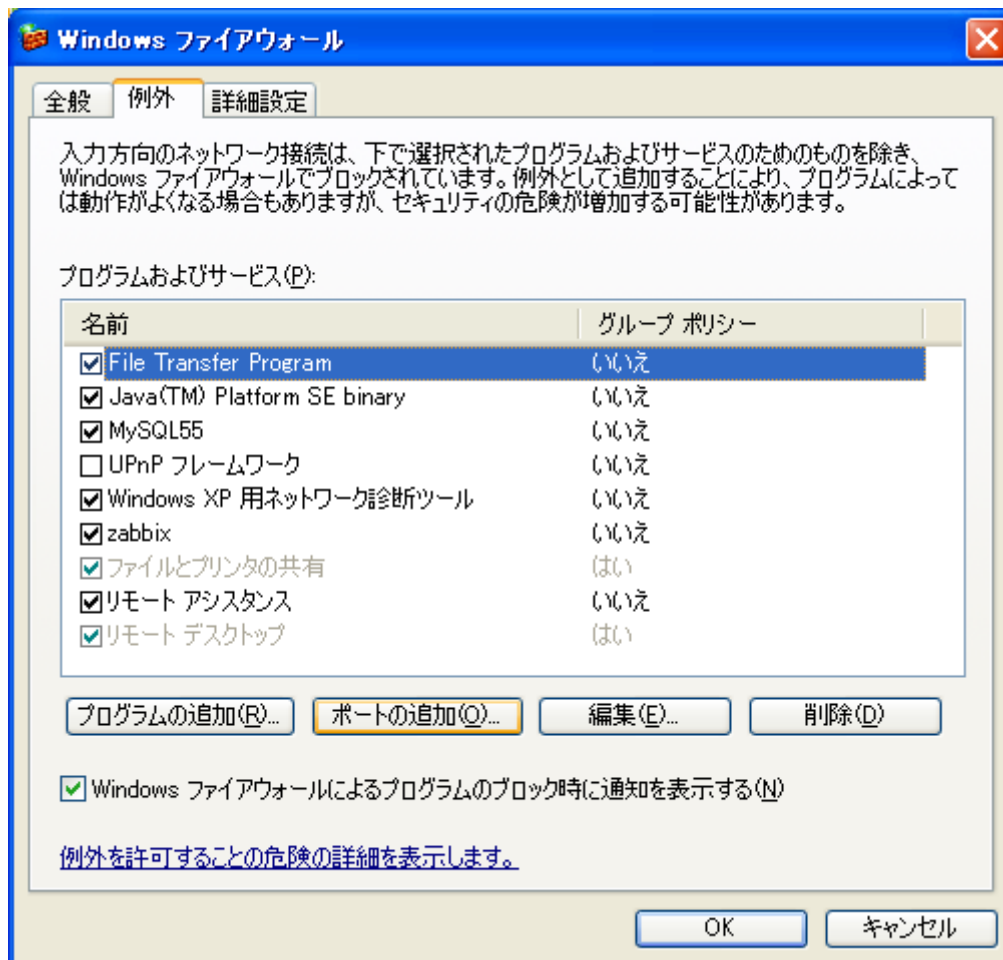 Windows ファイアウォール
全般 例外 詳細設定
入力方向のネットワーク接続は、下で選択されたプログラムおよびサービスのためのものを除き、
Windows ファイアウォールでブロックされています。例外として追加することにより、プログラムによって
は動作がよくなる場合もありますが、セキュリティの危険が増加する可能性があります。
プログラムおよびサービス(P):
名前 グループ ポリシー
File Transfer Program いいえ
Java(TM) Platform SE binary いいえ
MySQL55 いいえ
UPnP フレームワーク いいえ
Windows XP 用ネットワーク診断ツール いいえ
zabbix いいえ
ファイルとプリンタの共有 はい
リモート アシスタンス いいえ
リモート デスクトップ はい
プログラムの追加(R)... ポートの追加(O)... 編集(E)... 削除(D)
Windows ファイアウォールによるプログラムのブロック時に通知を表示する(N)
例外を許可することの危険の詳細を表示します。
OK キャンセル